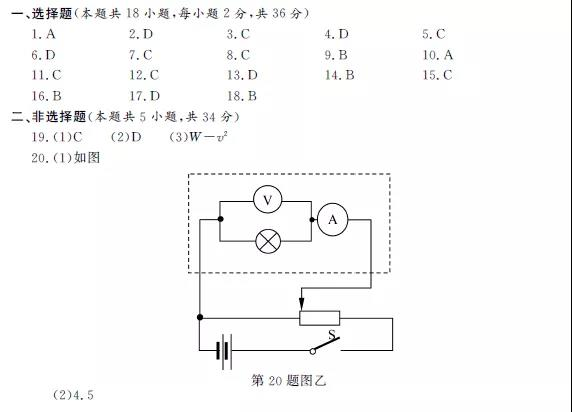 一、选择题(本题共 18 小题,每小题 2 分,共 36 分)
1. A 2. D 3. C 4. D 5. C
6. D 7. C 8. C 9. B 10. A
11. C 12. C 13. D 14. B 15. C
16. B 17. D 18. B
二、非选择题(本题共 5 小题,共 34 分)
19. (1)C (2)D (3)W－v²
20. (1)如图
V
A
S
第 20 题图乙
(2)4.5